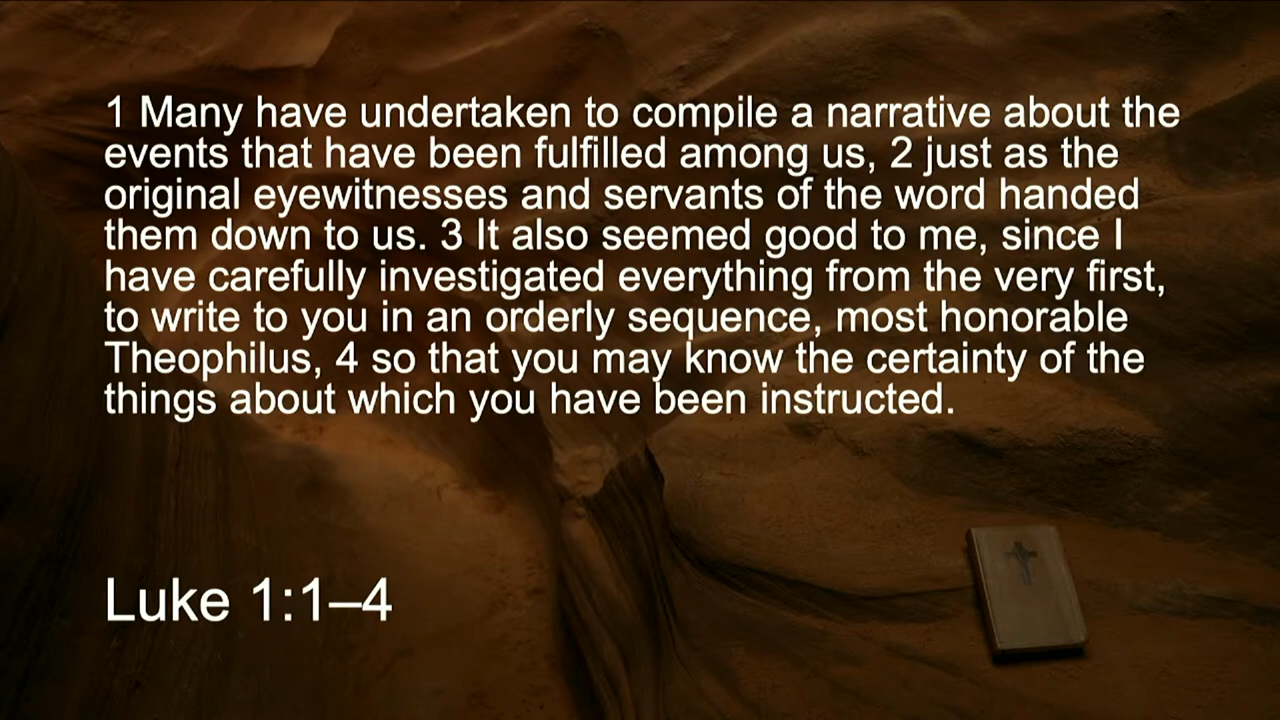 1 Many have undertaken to compile a narrative about the
events that have been fulfilled among us, 2 just as the
original eyewitnesses and servants of the word handed
them down to us. 3 It also seemed good to me, since I
have carefully investigated everything from the very first,
to write to you in an orderly sequence, most honorable
Theophilus, 4 so that you may know the certainty of the
things about which you have been instructed.
Luke 1:1–4